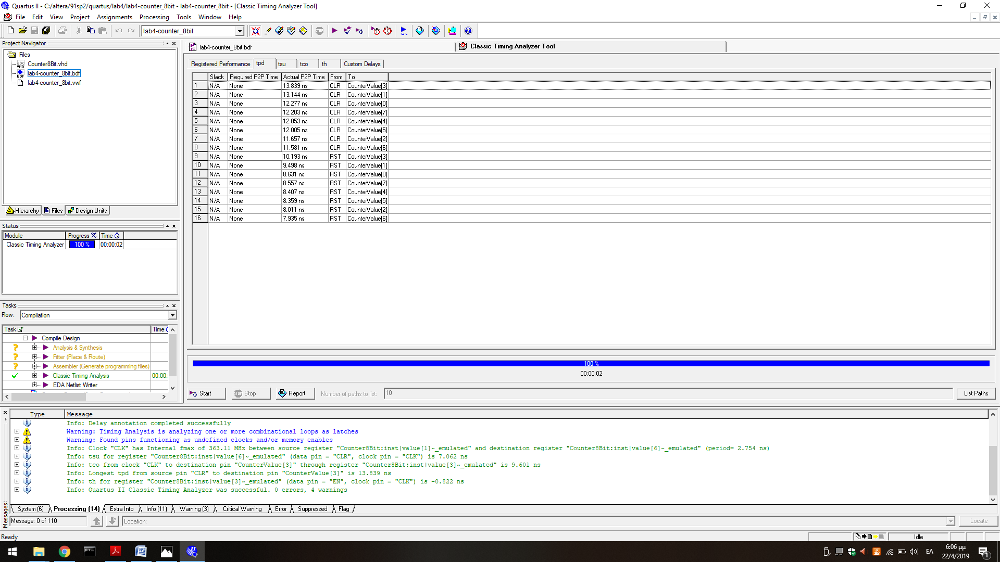 Quartus II - C:/altera/91sp2/quartus/lab4/lab4-counter_8bit - lab4-counter_8bit - [Classic Timing Analyzer Tool]
File Edit View Project Assignments Processing Tools Window Help
lab4-counter_8bit
Project Navigator
Files
Counter8Bit.vhd
lab4-counter_8bit.bdf
lab4-counter_8bit.vwf
Hierarchy Files Design Units
Status
Module Progress % Time
Classic Timing Analyzer 100 % 00:00:02
Tasks
Flow: Compilation
Task Time
Compile Design
Analysis & Synthesis
Fitter (Place & Route)
Assembler (Generate programming files)
Classic Timing Analysis 00:00:
EDA Netlist Writer
lab4-counter_8bit.bdf Classic Timing Analyzer Tool
Registered Performance tpd tsu tco th Custom Delays
Slack Required P2P Time Actual P2P Time From To
1 N/A None 13.839 ns CLR CounterValue[3]
2 N/A None 13.144 ns CLR CounterValue[1]
3 N/A None 12.277 ns CLR CounterValue[0]
4 N/A None 12.203 ns CLR CounterValue[7]
5 N/A None 12.053 ns CLR CounterValue[4]
6 N/A None 12.005 ns CLR CounterValue[5]
7 N/A None 11.657 ns CLR CounterValue[2]
8 N/A None 11.581 ns CLR CounterValue[6]
9 N/A None 10.193 ns RST CounterValue[3]
10 N/A None 9.498 ns RST CounterValue[1]
11 N/A None 8.631 ns RST CounterValue[0]
12 N/A None 8.557 ns RST CounterValue[7]
13 N/A None 8.407 ns RST CounterValue[4]
14 N/A None 8.359 ns RST CounterValue[5]
15 N/A None 8.011 ns RST CounterValue[2]
16 N/A None 7.935 ns RST CounterValue[6]
100 %
00:00:02
Start Stop Report Number of paths to list: 10 List Paths
Type Message
Info: Delay annotation completed successfully
Warning: Timing Analysis is analyzing one or more combinational loops as latches
Warning: Found pins functioning as undefined clocks and/or memory enables
Info: Clock "CLK" has Internal fmax of 363.11 MHz between source register "Counter8Bit:inst|value[1]~_emulated" and destination register "Counter8Bit:inst|value[6]~_emulated" (period= 2.754 ns)
Info: tsu for register "Counter8Bit:inst|value[6]~_emulated" (data pin = "CLR", clock pin = "CLK") is 7.062 ns
Info: tco from clock "CLK" to destination pin "CounterValue[3]" through register "Counter8Bit:inst|value[3]~_emulated" is 9.601 ns
Info: Longest tpd from source pin "CLR" to destination pin "CounterValue[3]" is 13.839 ns
Info: th for register "Counter8Bit:inst|value[3]~_emulated" (data pin = "EN", clock pin = "CLK") is -0.822 ns
Info: Quartus II Classic Timing Analyzer was successful. 0 errors, 4 warnings
System (6) Processing (14) Extra Info Info (11) Warning (3) Critical Warning Error Suppressed Flag
Messages
Message: 0 of 110 Location: Locate
Ready Idle
ΕΛ 6:06 μμ
22/4/2019
1